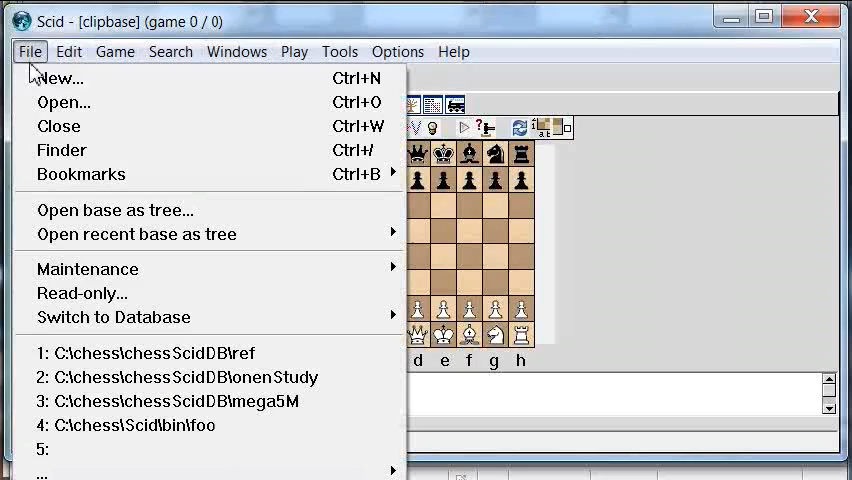 Scid - [clipbase] (game 0 / 0)
File Edit Game Search Windows Play Tools Options Help
New... Ctrl+N
Open... Ctrl+O
Close Ctrl+W
Finder Ctrl+/
Bookmarks Ctrl+B
Open base as tree...
Open recent base as tree
Maintenance
Read-only...
Switch to Database
1: C:\chess\chessScidDB\ref
2: C:\chess\chessScidDB\onenStudy
3: C:\chess\chessScidDB\mega5M
4: C:\chess\Scid\bin\foo
5:
...
d e f g h